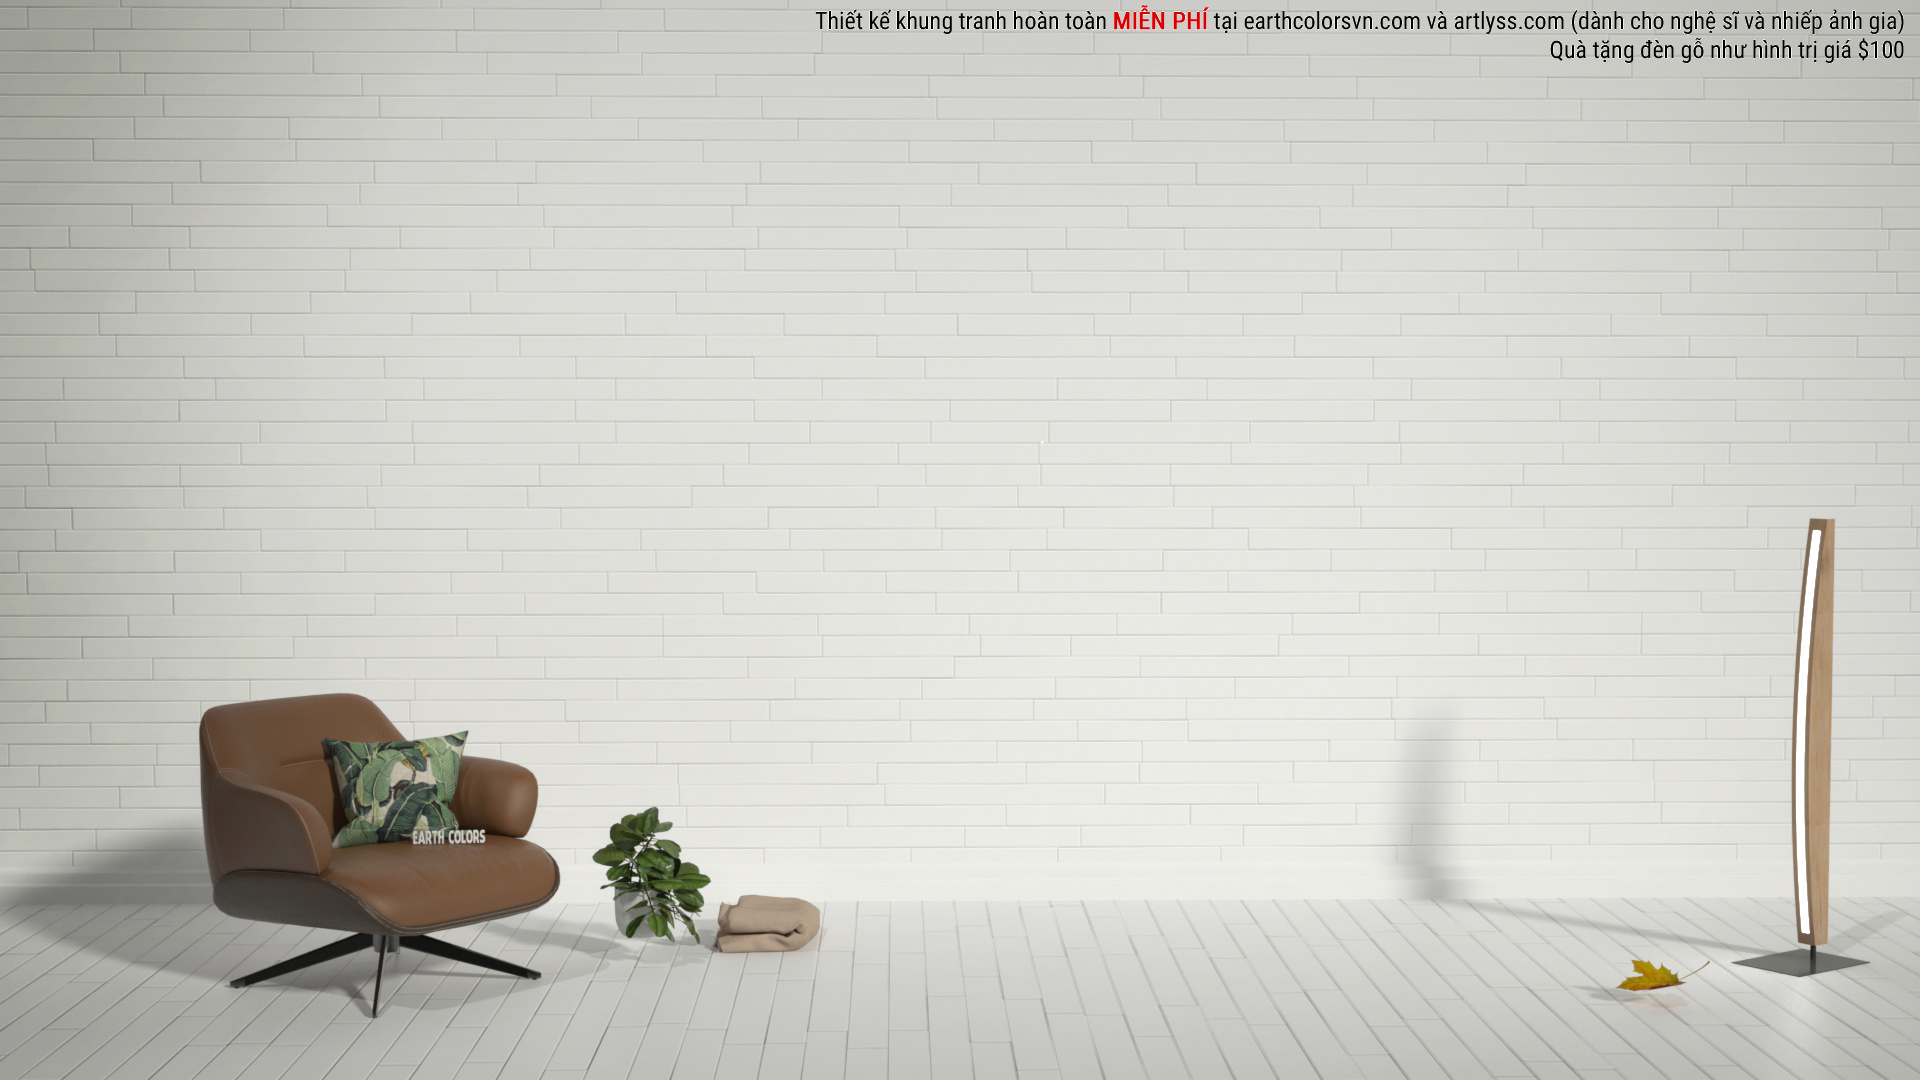 Thiết kế khung tranh hoàn toàn MIỄN PHÍ tại earthcolorsvn.com và artlyss.com (dành cho nghệ sĩ và nhiếp ảnh gia)
Quà tặng đèn gỗ như hình trị giá $100
EARTH COLORS